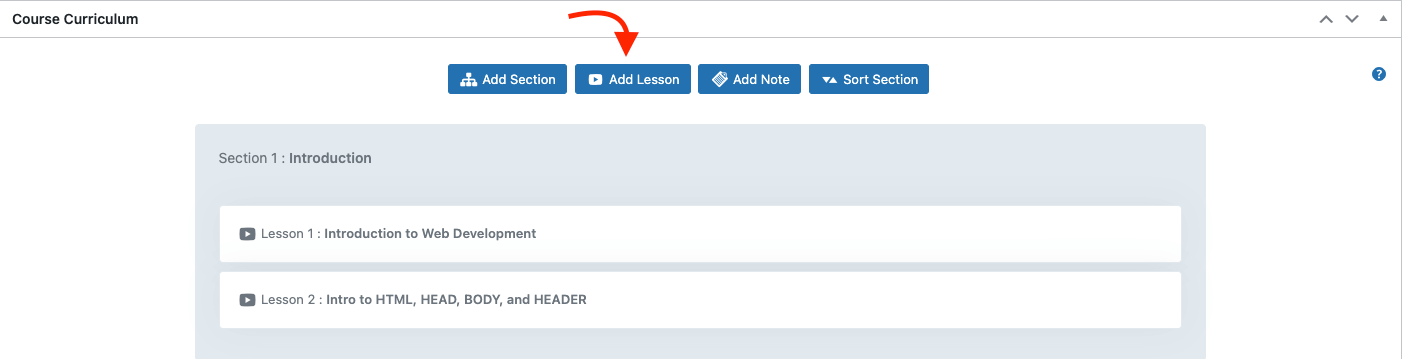 Course Curriculum
Add Section
Add Lesson
Add Note
Sort Section
?
Section 1 : Introduction
Lesson 1 : Introduction to Web Development
Lesson 2 : Intro to HTML, HEAD, BODY, and HEADER